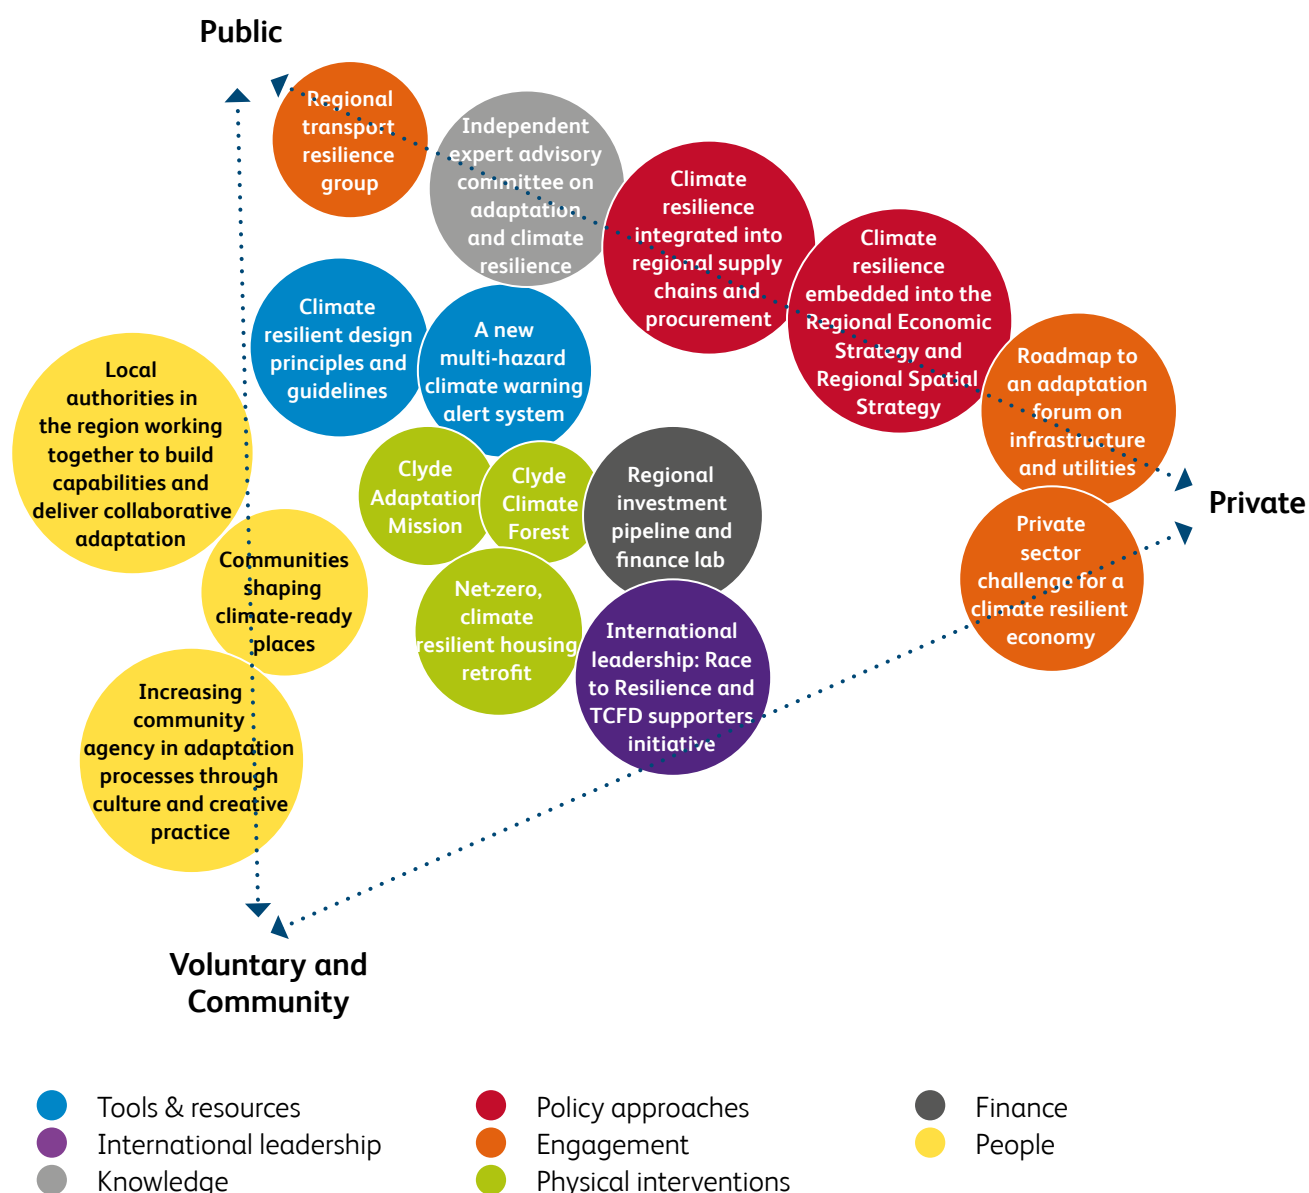 Public
Regional
transport
resilience
group
Independent
expert advisory
committee on
adaptation
and climate
resilience
Climate
resilience
integrated into
regional supply
chains and
procurement
Climate
resilience
embedded into the
Regional Economic
Strategy and
Regional Spatial
Strategy
Roadmap to
an adaptation
forum on
infrastructure
and utilities
Private
Private
sector
challenge for a
climate resilient
economy
Climate
resilient design
principles and
guidelines
A new
multi-hazard
climate warning
alert system
Local
authorities in
the region working
together to build
capabilities and
deliver collaborative
adaptation
Clyde
Adaptation
Mission
Clyde
Climate
Forest
Regional
investment
pipeline and
finance lab
Communities
shaping
climate-ready
places
Net-zero,
climate
resilient housing
retrofit
International
leadership: Race
to Resilience and
TCFD supporters
initiative
Increasing
community
agency in adaptation
processes through
culture and creative
practice
Voluntary and
Community
Tools & resources
International leadership
Knowledge
Policy approaches
Engagement
Physical interventions
Finance
People